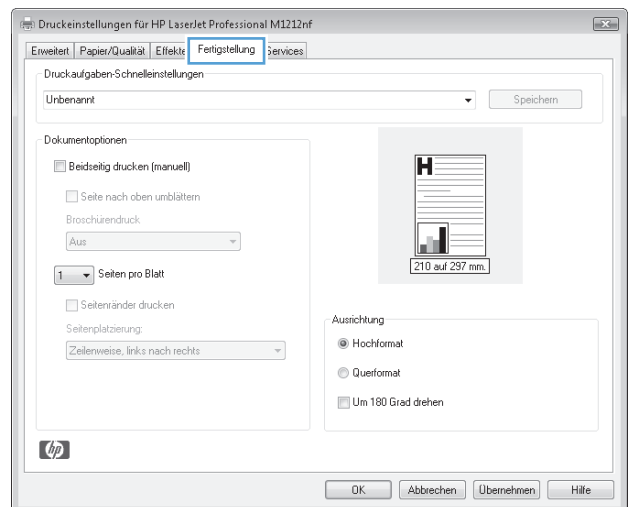 Druckeinstellungen für HP LaserJet Professional M1212nf
Erweitert Papier/Qualität Effekte Fertigstellung Services
Druckaufgaben-Schnelleinstellungen
Unbenannt
Speichern
Dokumentoptionen
Beidseitig drucken (manuell)
Seite nach oben umblättern
Broschürendruck
Aus
1 Seiten pro Blatt
Seitenränder drucken
Seitenplatzierung:
Zeilenweise, links nach rechts
H
210 auf 297 mm.
Ausrichtung
Hochformat
Querformat
Um 180 Grad drehen
hp
OK Abbrechen Übernehmen Hilfe